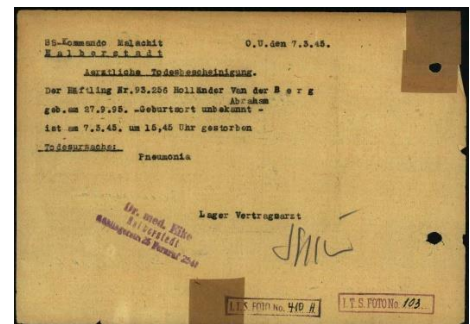 SS-Kommando Malachit O.U.den 7.3.45.
Halberstadt
Aerztliche Todesbescheinigung.
Der Häftling Nr.93.256 Holländer Van der Berg
Abraham
geb.am 27.9.95. -Geburtsort unbekannt -
ist am 7.3.45. um 15,45 Uhr gestorben
Todesursache:
Pneumonia
Lager Vertragsarzt
Dr. med. Eike
Halberstadt
I.T.S. FOTO No. 410 A
I.T.S. FOTO No. 103